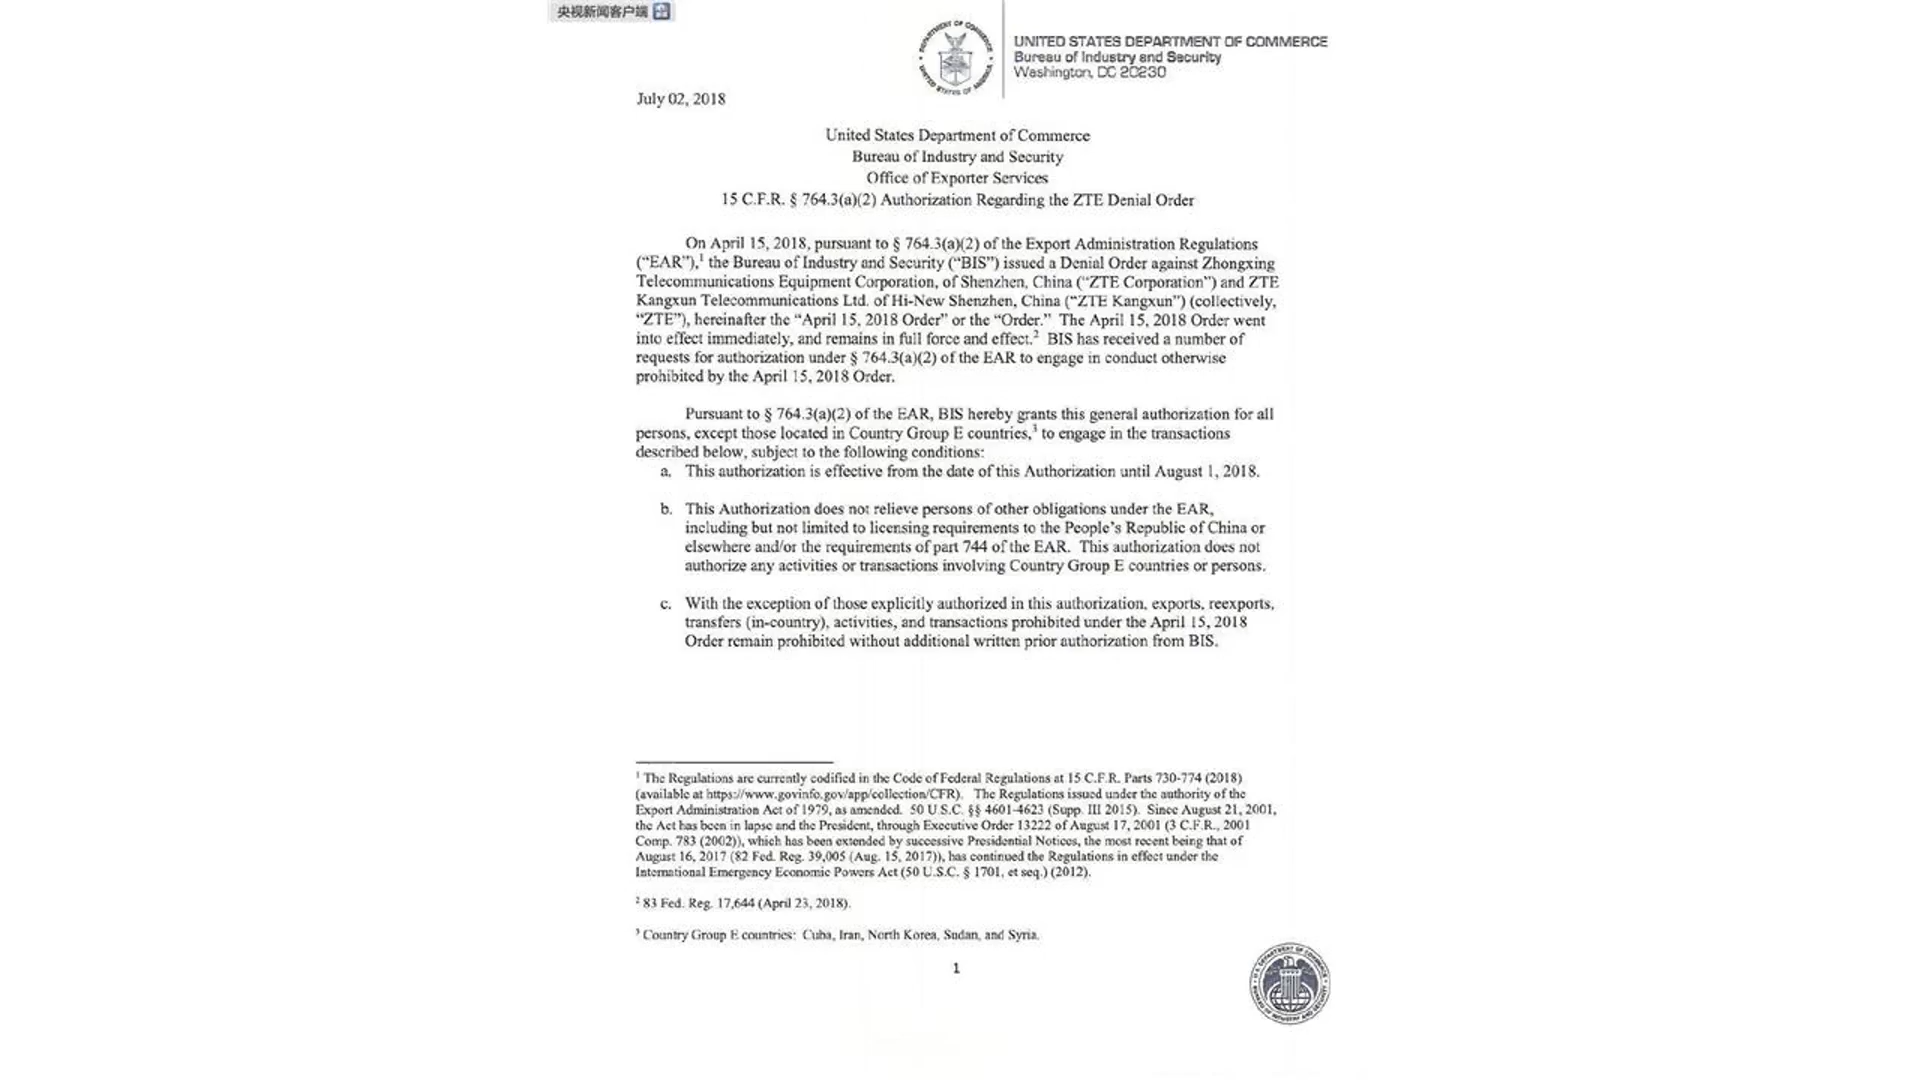 央视新闻客户端
UNITED STATES DEPARTMENT OF COMMERCE
Bureau of Industry and Security
Washington, DC 20230
July 02, 2018
United States Department of Commerce
Bureau of Industry and Security
Office of Exporter Services
15 C.F.R. § 764.3(a)(2) Authorization Regarding the ZTE Denial Order
On April 15, 2018, pursuant to § 764.3(a)(2) of the Export Administration Regulations
(“EAR”),¹ the Bureau of Industry and Security (“BIS”) issued a Denial Order against Zhongxing
Telecommunications Equipment Corporation, of Shenzhen, China (“ZTE Corporation”) and ZTE
Kangxun Telecommunications Ltd. of Hi-New Shenzhen, China (“ZTE Kangxun”) (collectively,
“ZTE”), hereinafter the “April 15, 2018 Order” or the “Order.” The April 15, 2018 Order went
into effect immediately, and remains in full force and effect.² BIS has received a number of
requests for authorization under § 764.3(a)(2) of the EAR to engage in conduct otherwise
prohibited by the April 15, 2018 Order.
Pursuant to § 764.3(a)(2) of the EAR, BIS hereby grants this general authorization for all
persons, except those located in Country Group E countries,³ to engage in the transactions
described below, subject to the following conditions:
a. This authorization is effective from the date of this Authorization until August 1, 2018.
b. This Authorization does not relieve persons of other obligations under the EAR,
including but not limited to licensing requirements to the People’s Republic of China or
elsewhere and/or the requirements of part 744 of the EAR. This authorization does not
authorize any activities or transactions involving Country Group E countries or persons.
c. With the exception of those explicitly authorized in this authorization, exports, reexports,
transfers (in-country), activities, and transactions prohibited under the April 15, 2018
Order remain prohibited without additional written prior authorization from BIS.
¹ The Regulations are currently codified in the Code of Federal Regulations at 15 C.F.R. Parts 730-774 (2018)
(available at https://www.govinfo.gov/app/collection/CFR). The Regulations issued under the authority of the
Export Administration Act of 1979, as amended. 50 U.S.C. §§ 4601-4623 (Supp. III 2015). Since August 21, 2001,
the Act has been in lapse and the President, through Executive Order 13222 of August 17, 2001 (3 C.F.R., 2001
Comp. 783 (2002)), which has been extended by successive Presidential Notices, the most recent being that of
August 16, 2017 (82 Fed. Reg. 39,005 (Aug. 15, 2017)), has continued the Regulations in effect under the
International Emergency Economic Powers Act (50 U.S.C. § 1701, et seq.) (2012).
² 83 Fed. Reg. 17,644 (April 23, 2018).
³ Country Group E countries: Cuba, Iran, North Korea, Sudan, and Syria.
1